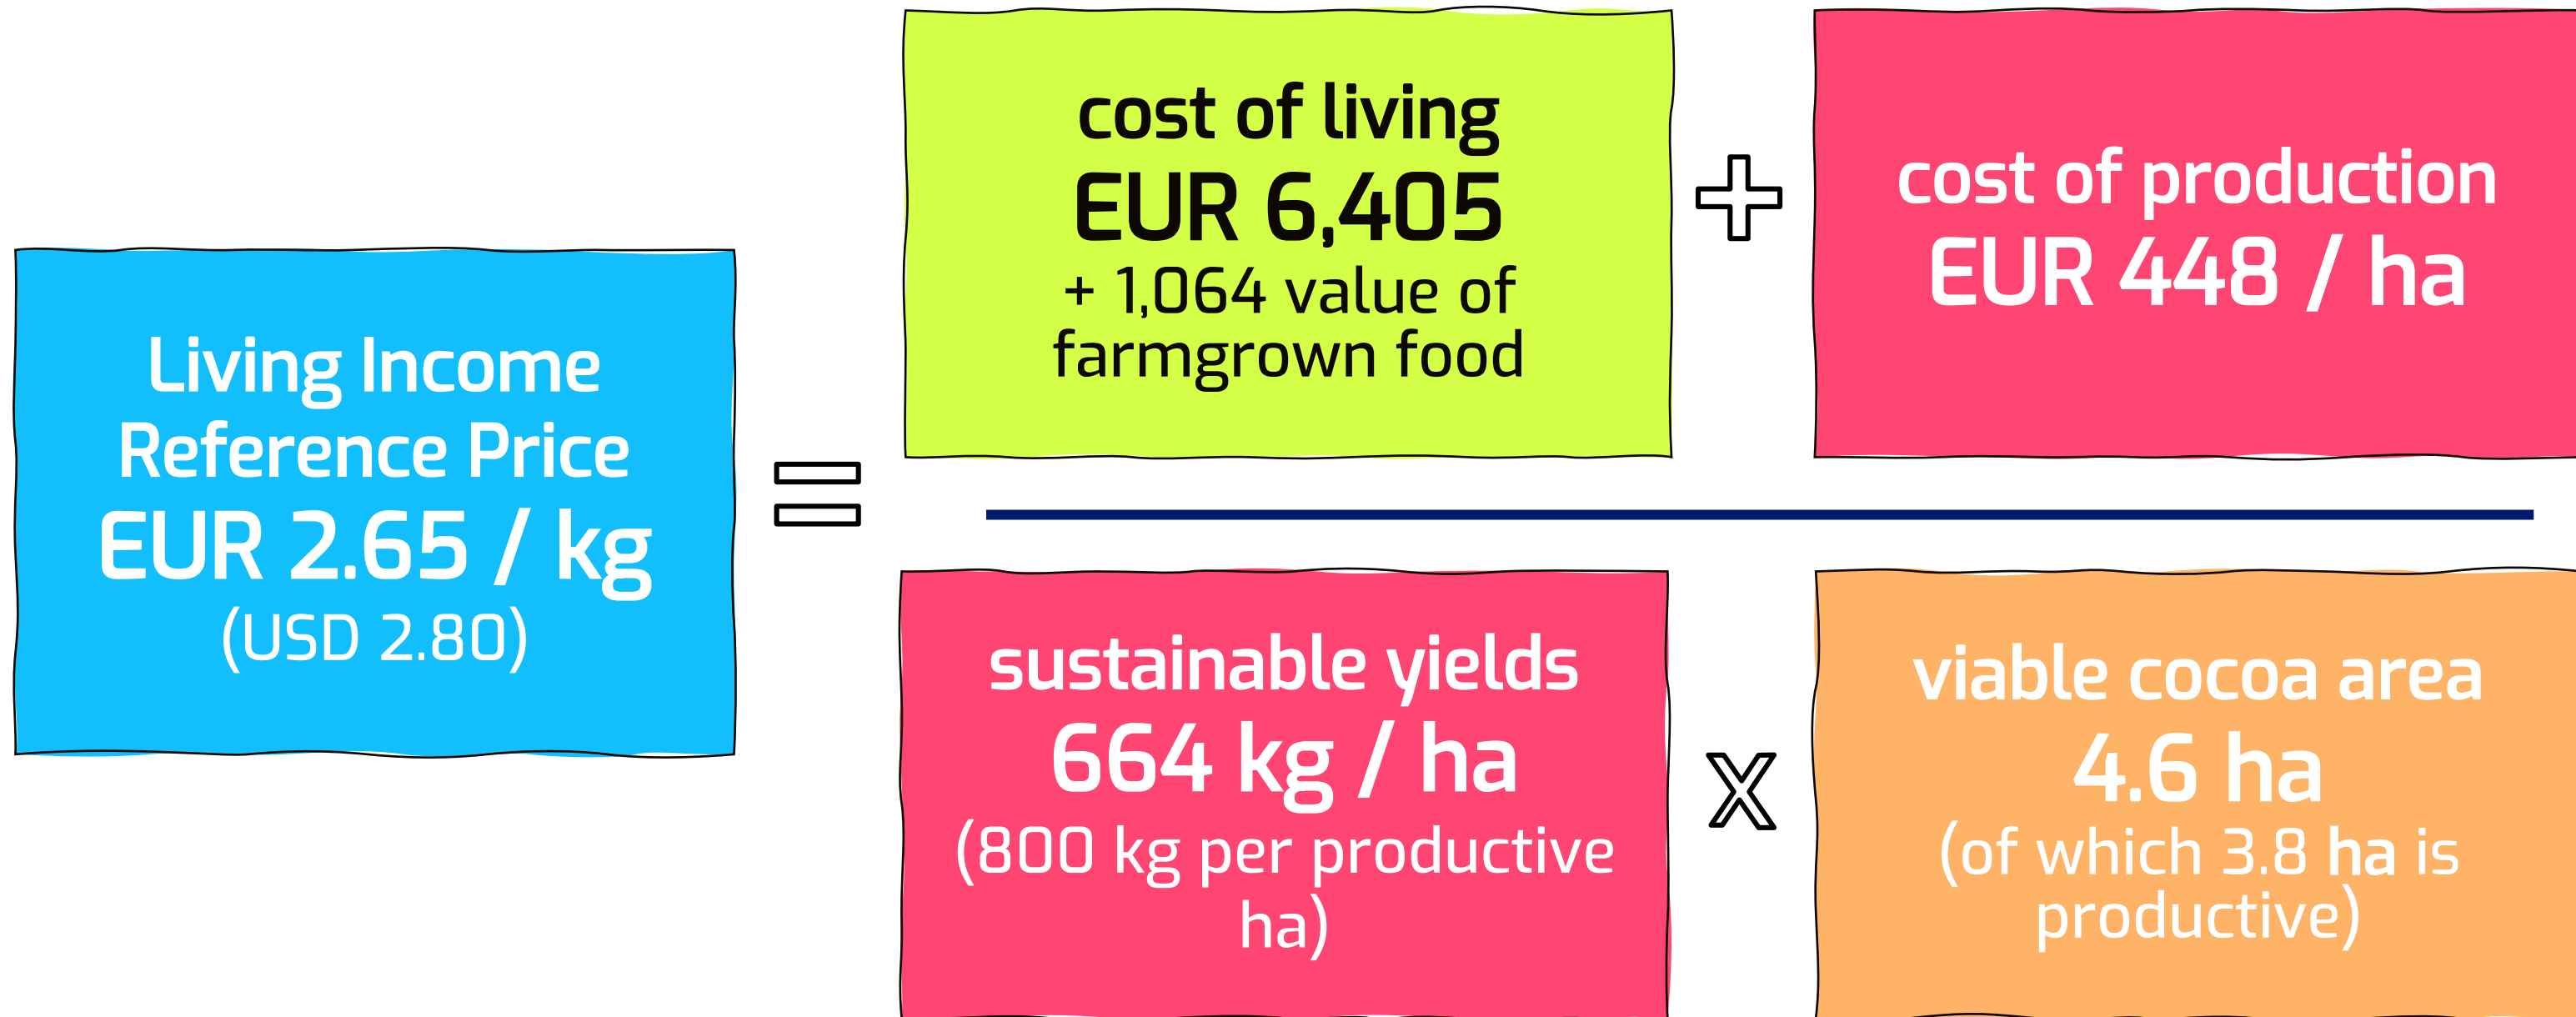 Living Income
Reference Price
EUR 2.65 / kg
(USD 2.80)
=
cost of living
EUR 6,405
+ 1,064 value of
farmgrown food
+
cost of production
EUR 448 / ha
sustainable yields
664 kg / ha
(800 kg per productive
ha)
x
viable cocoa area
4.6 ha
(of which 3.8 ha is
productive)